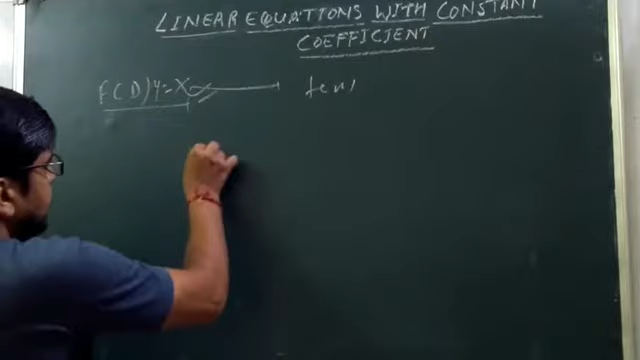 LINEAR EQUATIONS WITH CONSTANT
COEFFICIENT
F(D)y=X